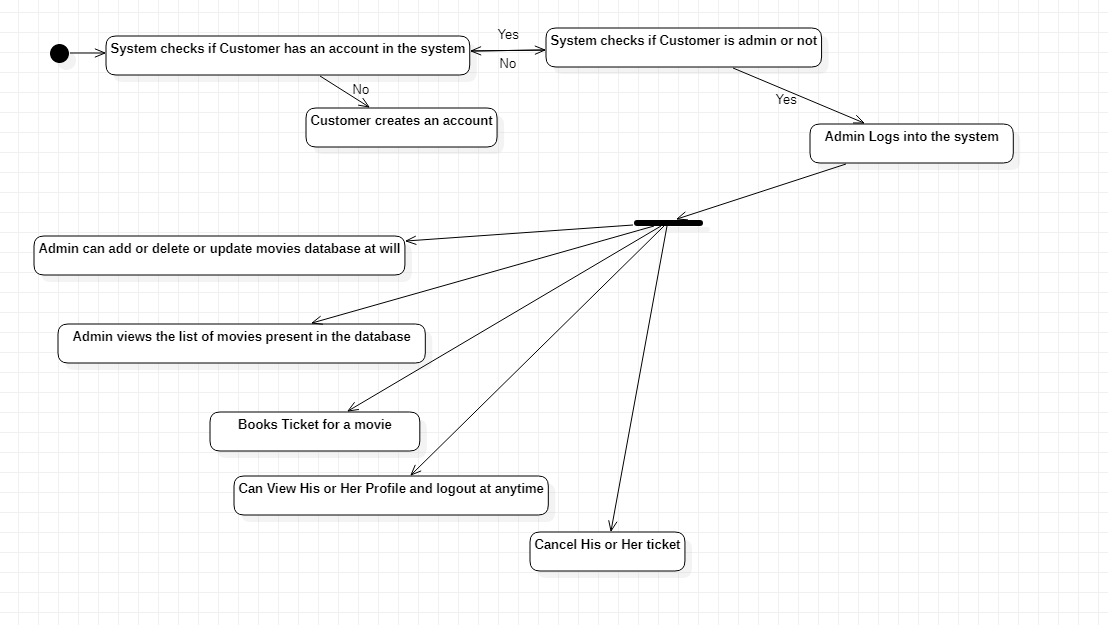 System checks if Customer has an account in the system
Yes
No
System checks if Customer is admin or not
No
Customer creates an account
Yes
Admin Logs into the system
Admin can add or delete or update movies database at will
Admin views the list of movies present in the database
Books Ticket for a movie
Can View His or Her Profile and logout at anytime
Cancel His or Her ticket